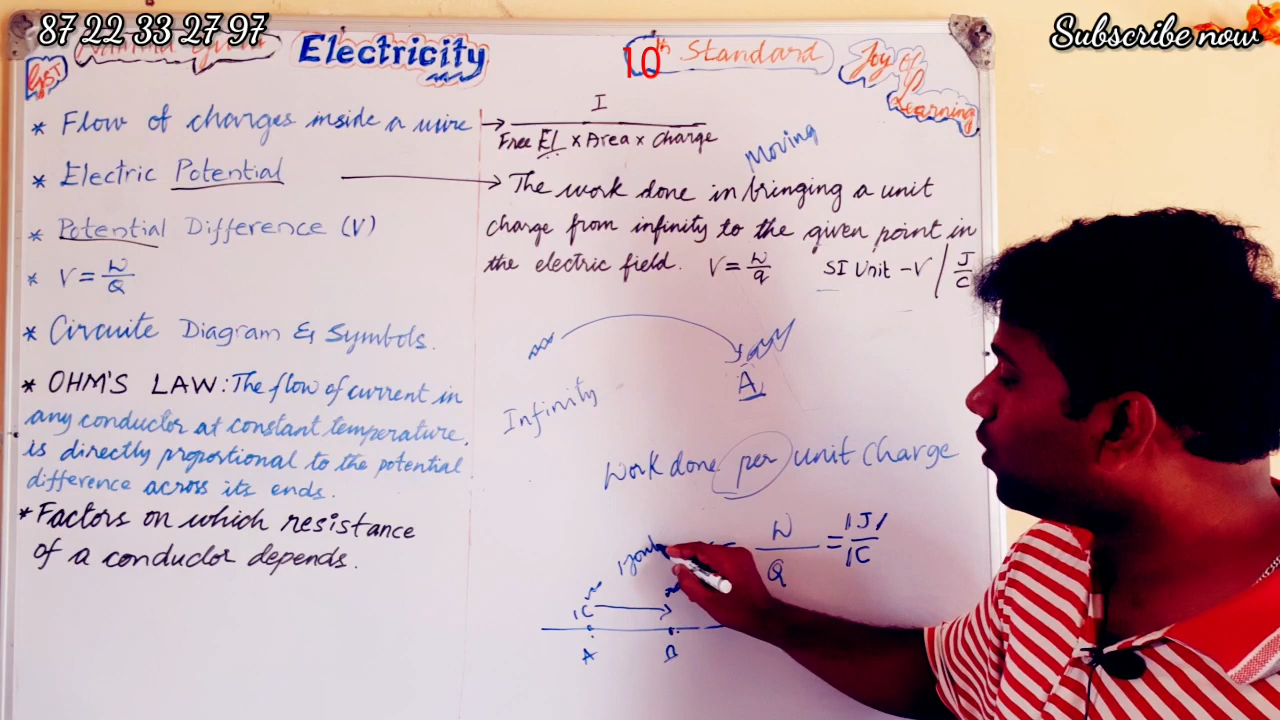 87 22 33 27 97
Subscribe now
Electricity
10th Standard
Joy of
Learning
* Flow of charges inside a wire → I
Free El × Area × Charge
Moving
* Electric Potential → The work done in bringing a unit
charge from infinity to the given point in
the electric field. V = W/q SI Unit - V / J/C
* Potential Difference (V)
* V = W/Q
* Circuite Diagram & Symbols.
* OHM'S LAW: The flow of current in
any conductor at constant temperature,
is directly proportional to the potential
difference across its ends.
* Factors on which resistance
of a conductor depends.
Infinity
A
Work done per unit charge
= W/Q = 1J/1C
1C
A B